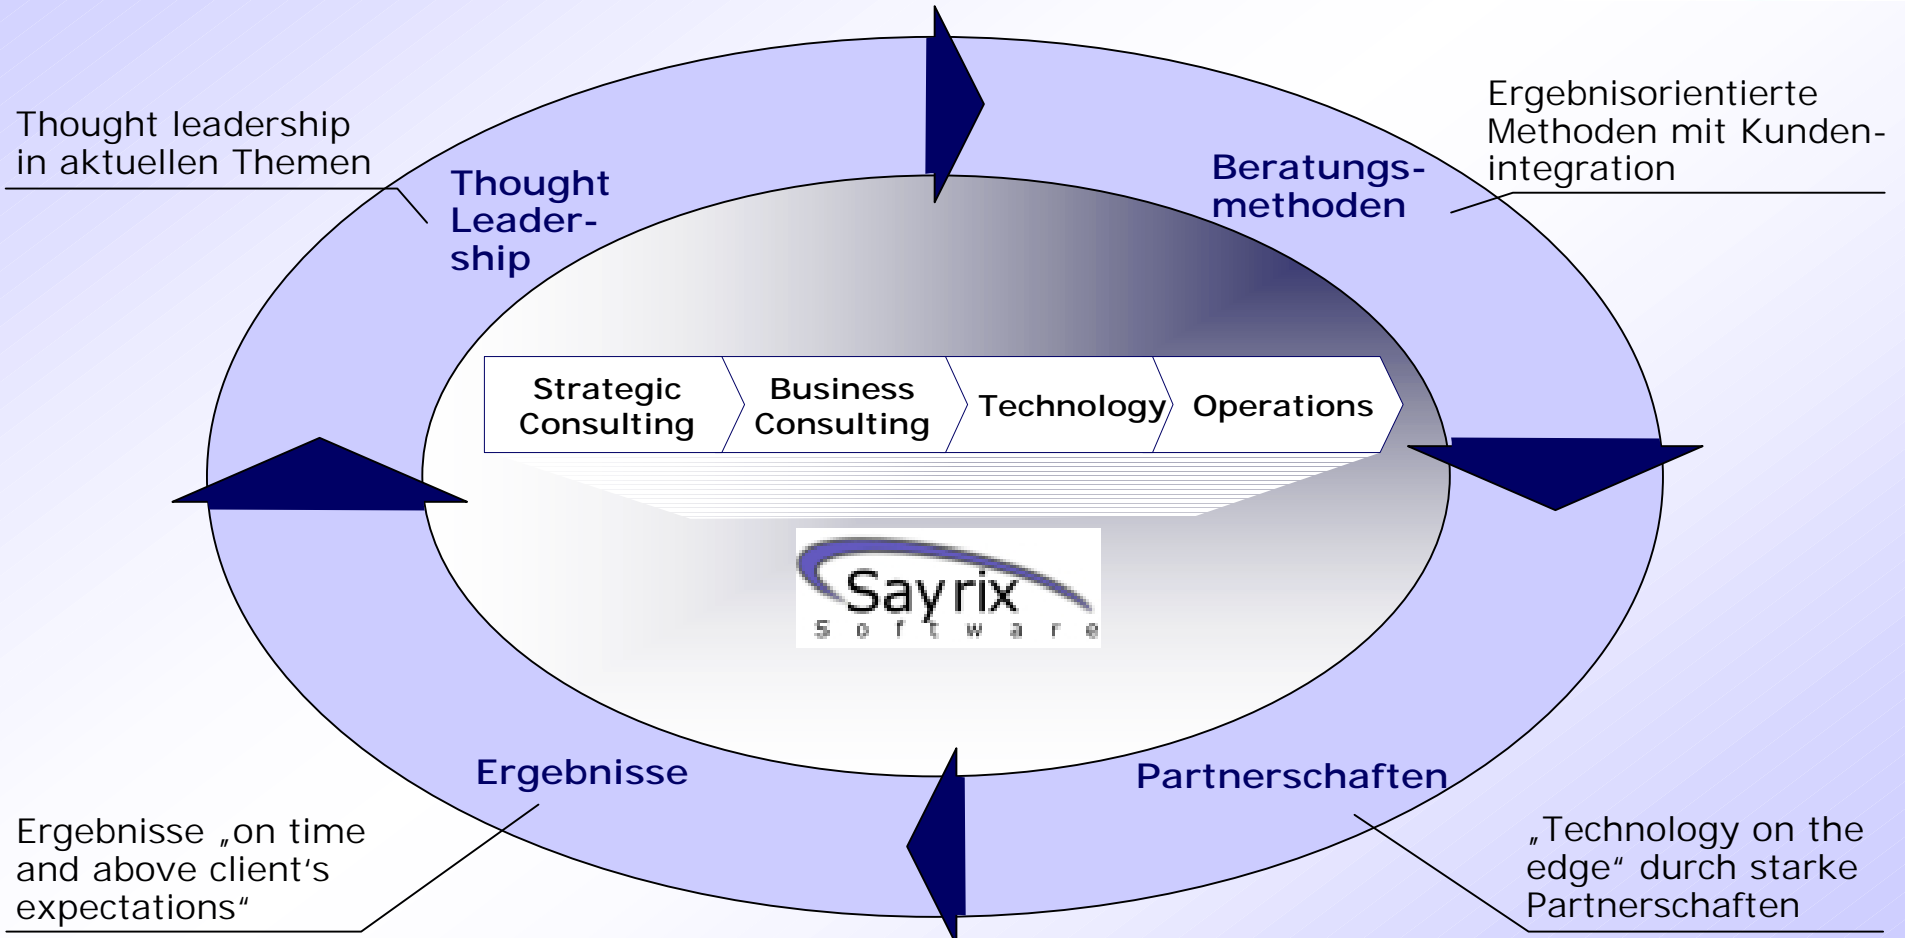 Thought leadership
in aktuellen Themen
Ergebnisorientierte
Methoden mit Kunden-
integration
Thought
Leader-
ship
Beratungs-
methoden
Strategic
Consulting
Business
Consulting
Technology
Operations
Sayrix
Software
Ergebnisse
Partnerschaften
Ergebnisse „on time
and above client‘s
expectations“
„Technology on the
edge“ durch starke
Partnerschaften